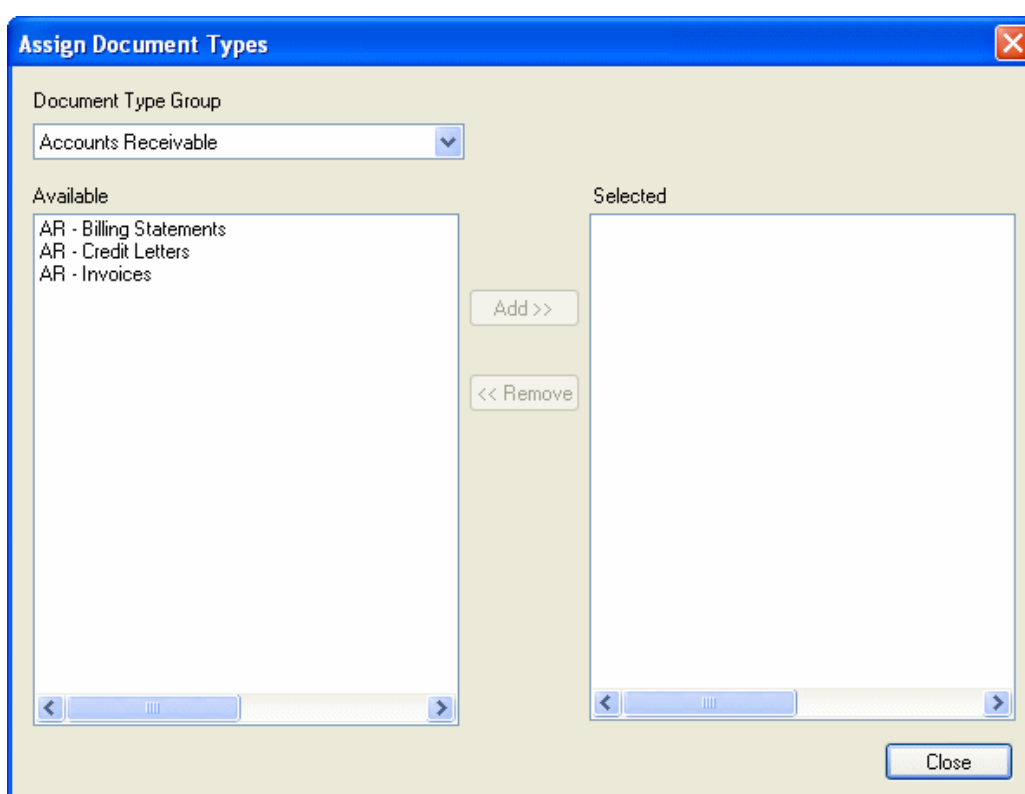 Assign Document Types
Document Type Group
Accounts Receivable
Available
Selected
AR - Billing Statements
AR - Credit Letters
AR - Invoices
Add >>
<< Remove
Close